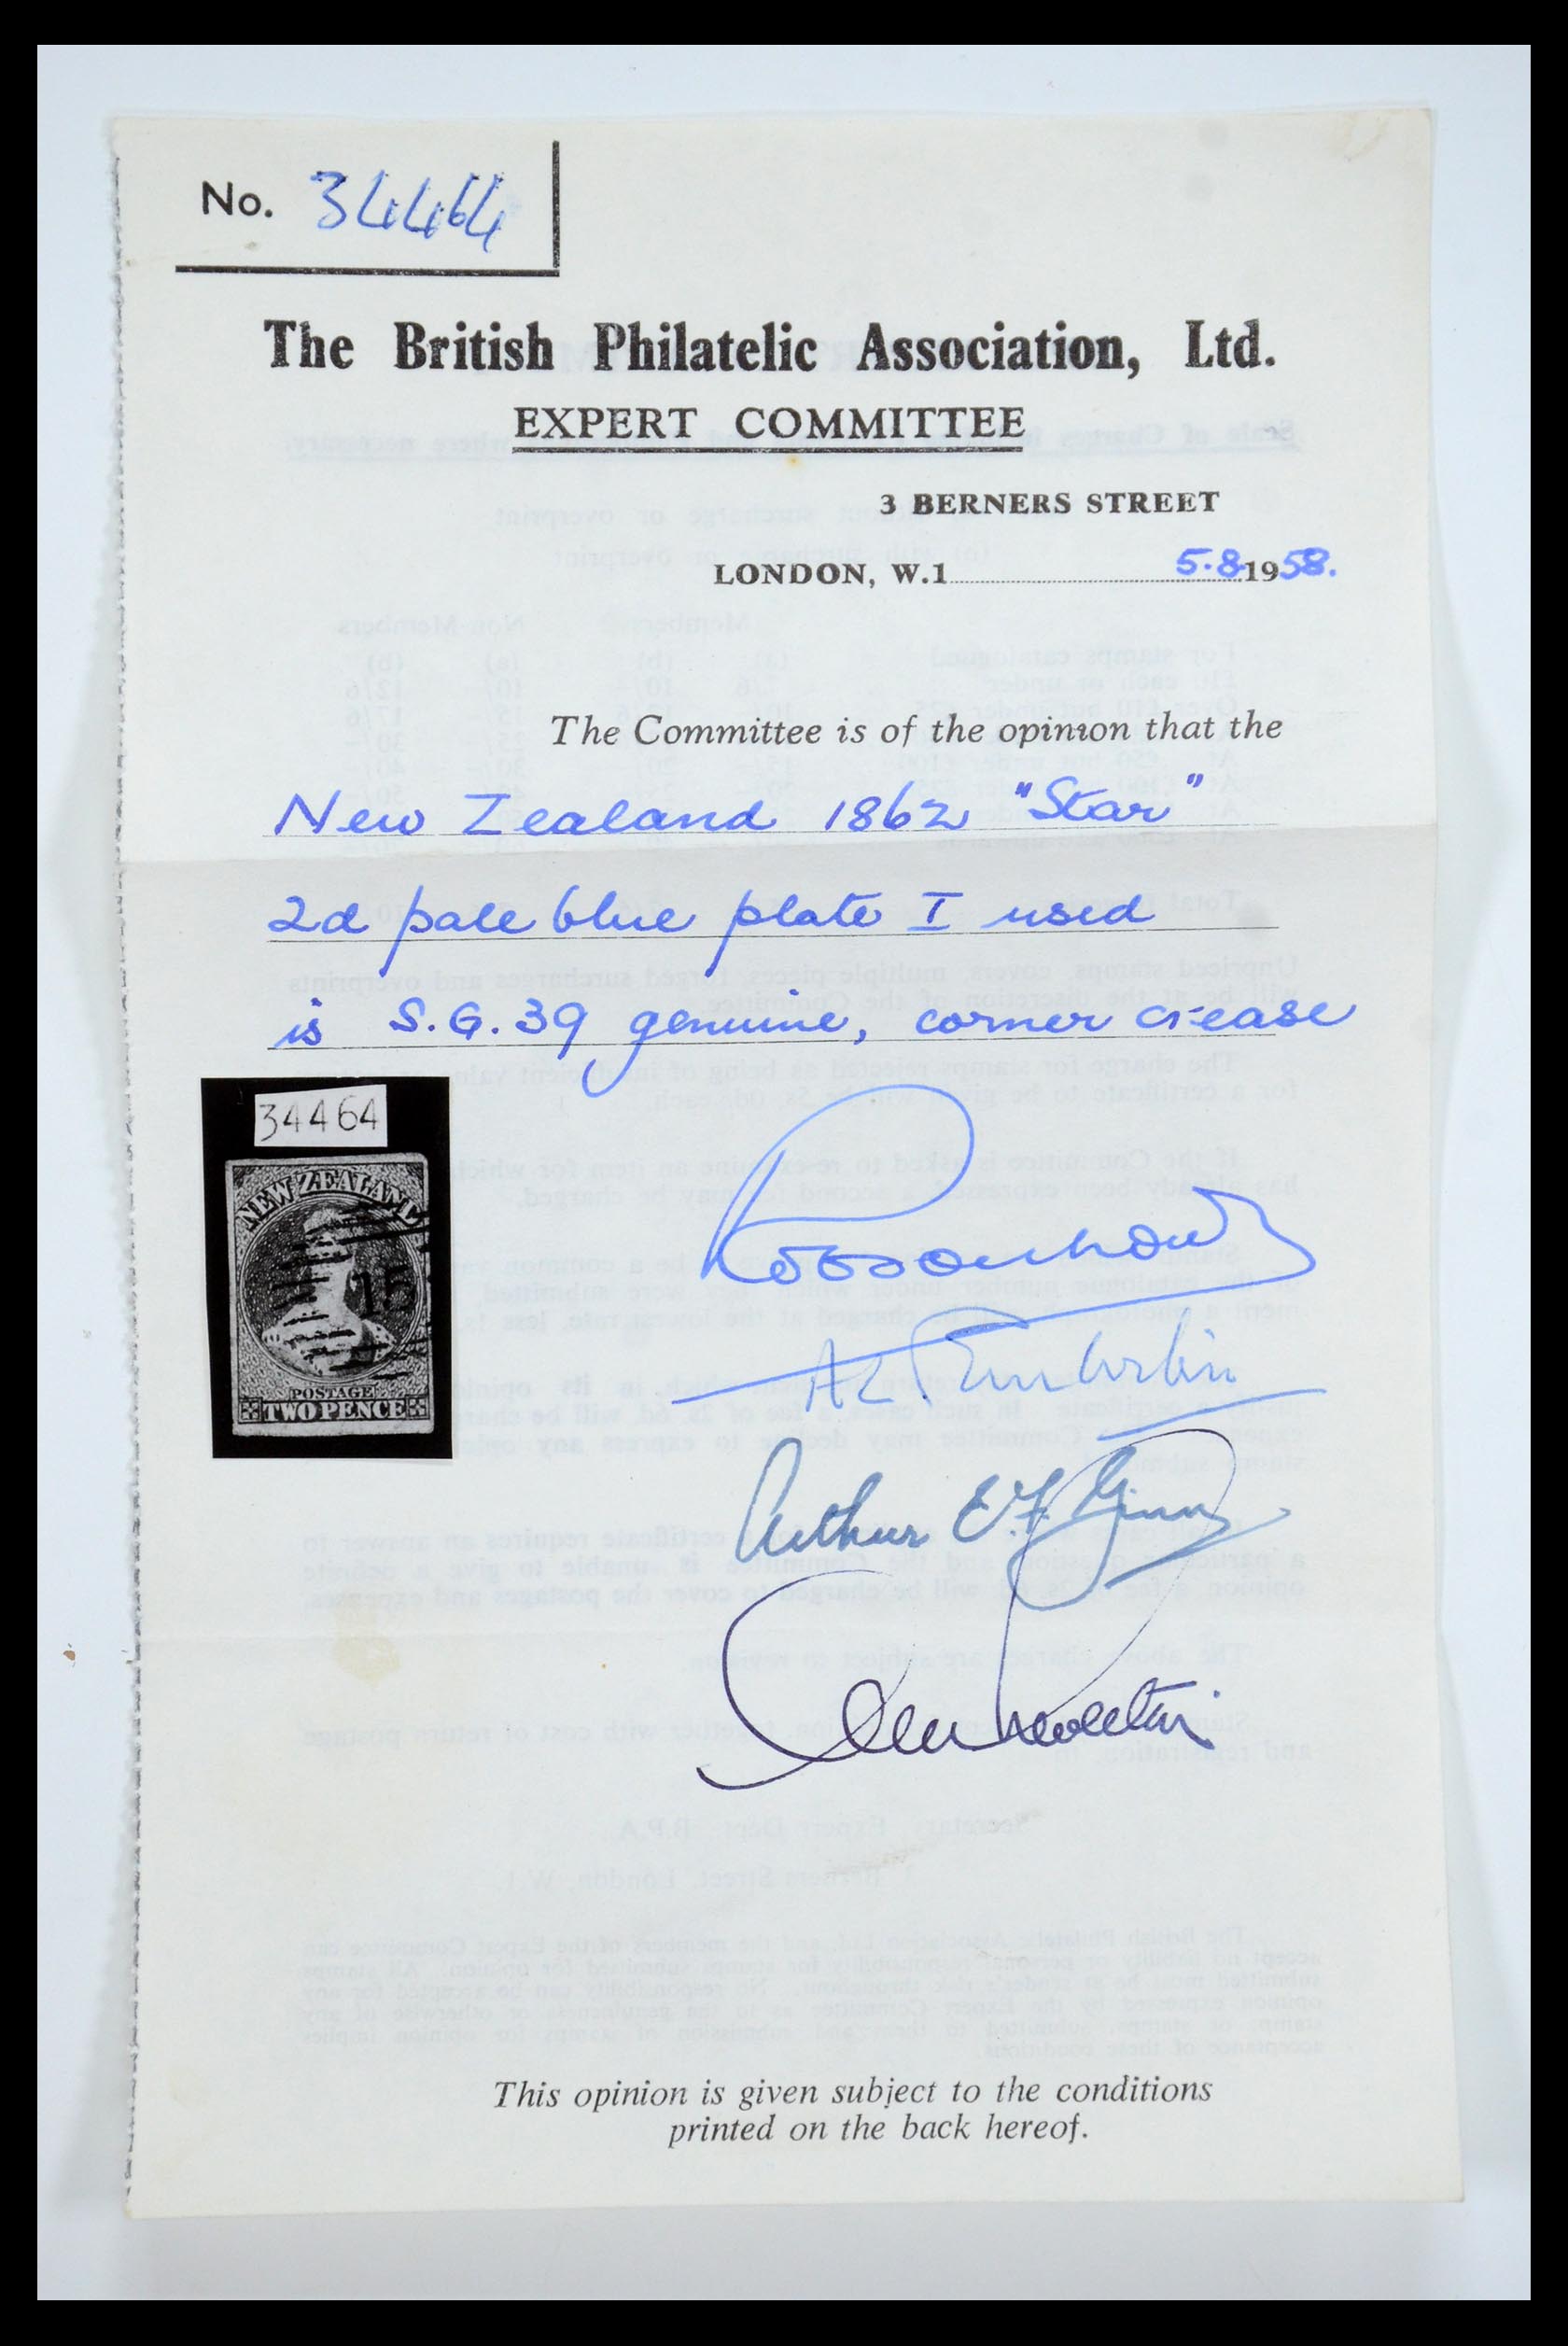 No. 34464
The British Philatelic Association, Ltd.
EXPERT COMMITTEE
3 BERNERS STREET
LONDON, W.1 5.8.1958.
The Committee is of the opinion that the
New Zealand 1862 "Star"
2d pale blue plate I used
is S.G.39 genuine, corner crease
34464
NEW ZEALAND
15
POSTAGE
TWO PENCE
Arthur E.F.
This opinion is given subject to the conditions
printed on the back hereof.